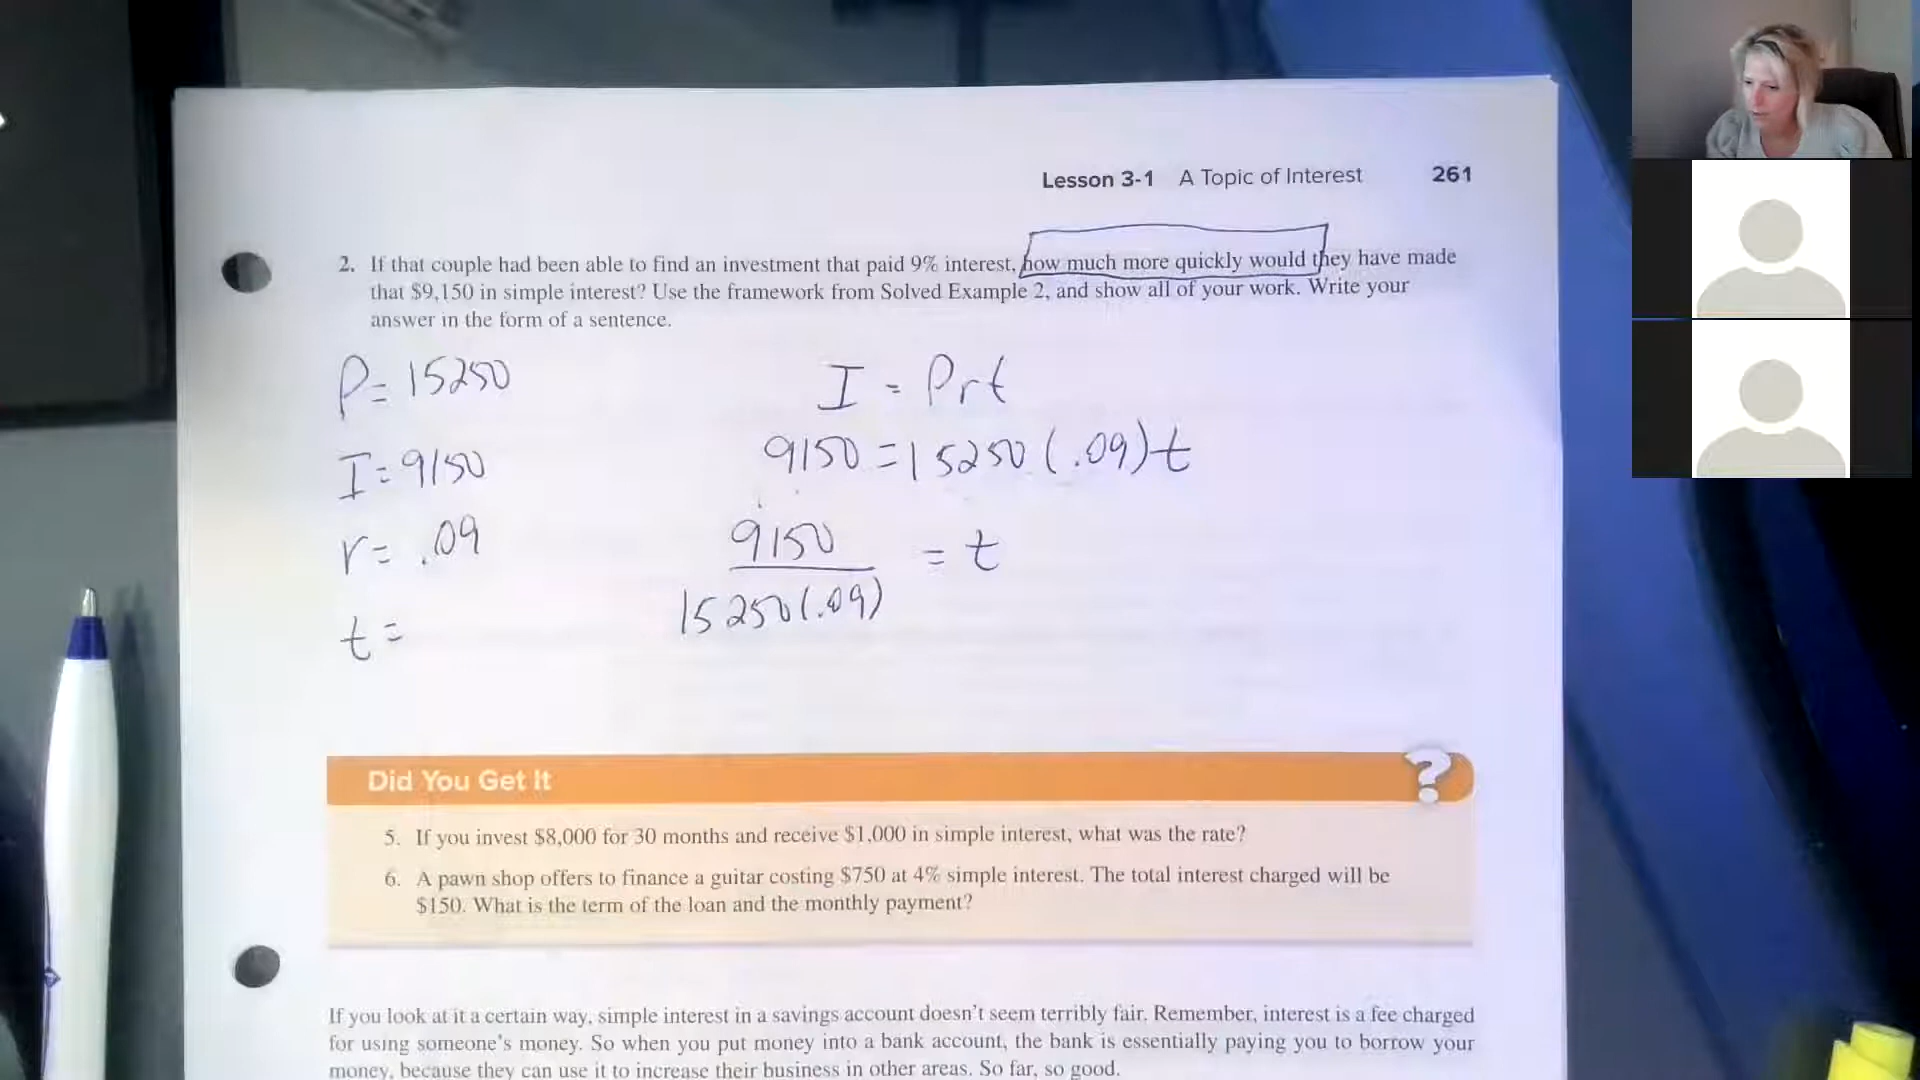 Lesson 3-1 A Topic of Interest 261
2. If that couple had been able to find an investment that paid 9% interest, how much more quickly would they have made
that $9,150 in simple interest? Use the framework from Solved Example 2, and show all of your work. Write your
answer in the form of a sentence.
P = 15250
I = Prt
I = 9150
9150 = 15250 (.09) t
r = .09
9150
= t
15250 (.09)
t =
Did You Get It ?
5. If you invest $8,000 for 30 months and receive $1,000 in simple interest, what was the rate?
6. A pawn shop offers to finance a guitar costing $750 at 4% simple interest. The total interest charged will be
$150. What is the term of the loan and the monthly payment?
If you look at it a certain way, simple interest in a savings account doesn't seem terribly fair. Remember, interest is a fee charged
for using someone's money. So when you put money into a bank account, the bank is essentially paying you to borrow your
money, because they can use it to increase their business in other areas. So far, so good.